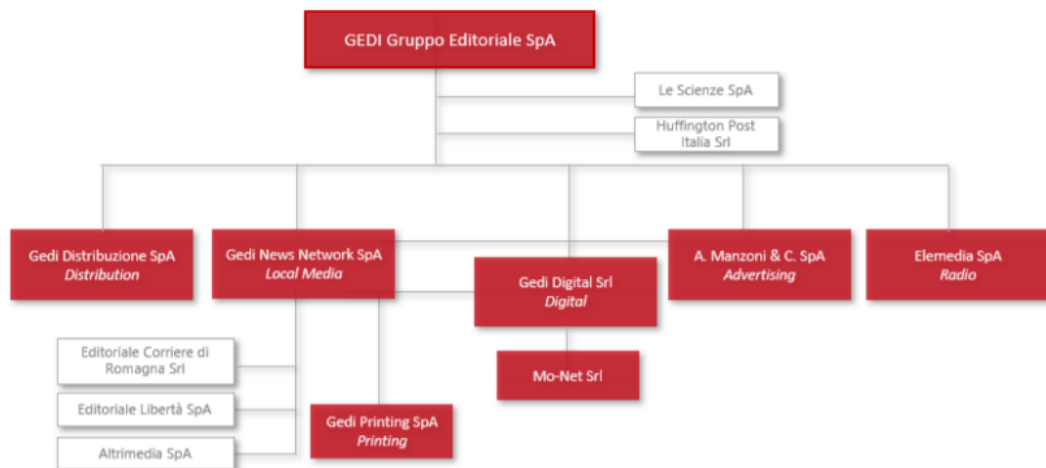 GEDI Gruppo Editoriale SpA
Le Scienze SpA
Huffington Post
Italia Srl
Gedi Distribuzione SpA
Distribution
Gedi News Network SpA
Local Media
Gedi Digital Srl
Digital
A. Manzoni & C. SpA
Advertising
Elemedia SpA
Radio
Editoriale Corriere di
Romagna Srl
Editoriale Libertà SpA
Altrimedia SpA
Gedi Printing SpA
Printing
Mo-Net Srl